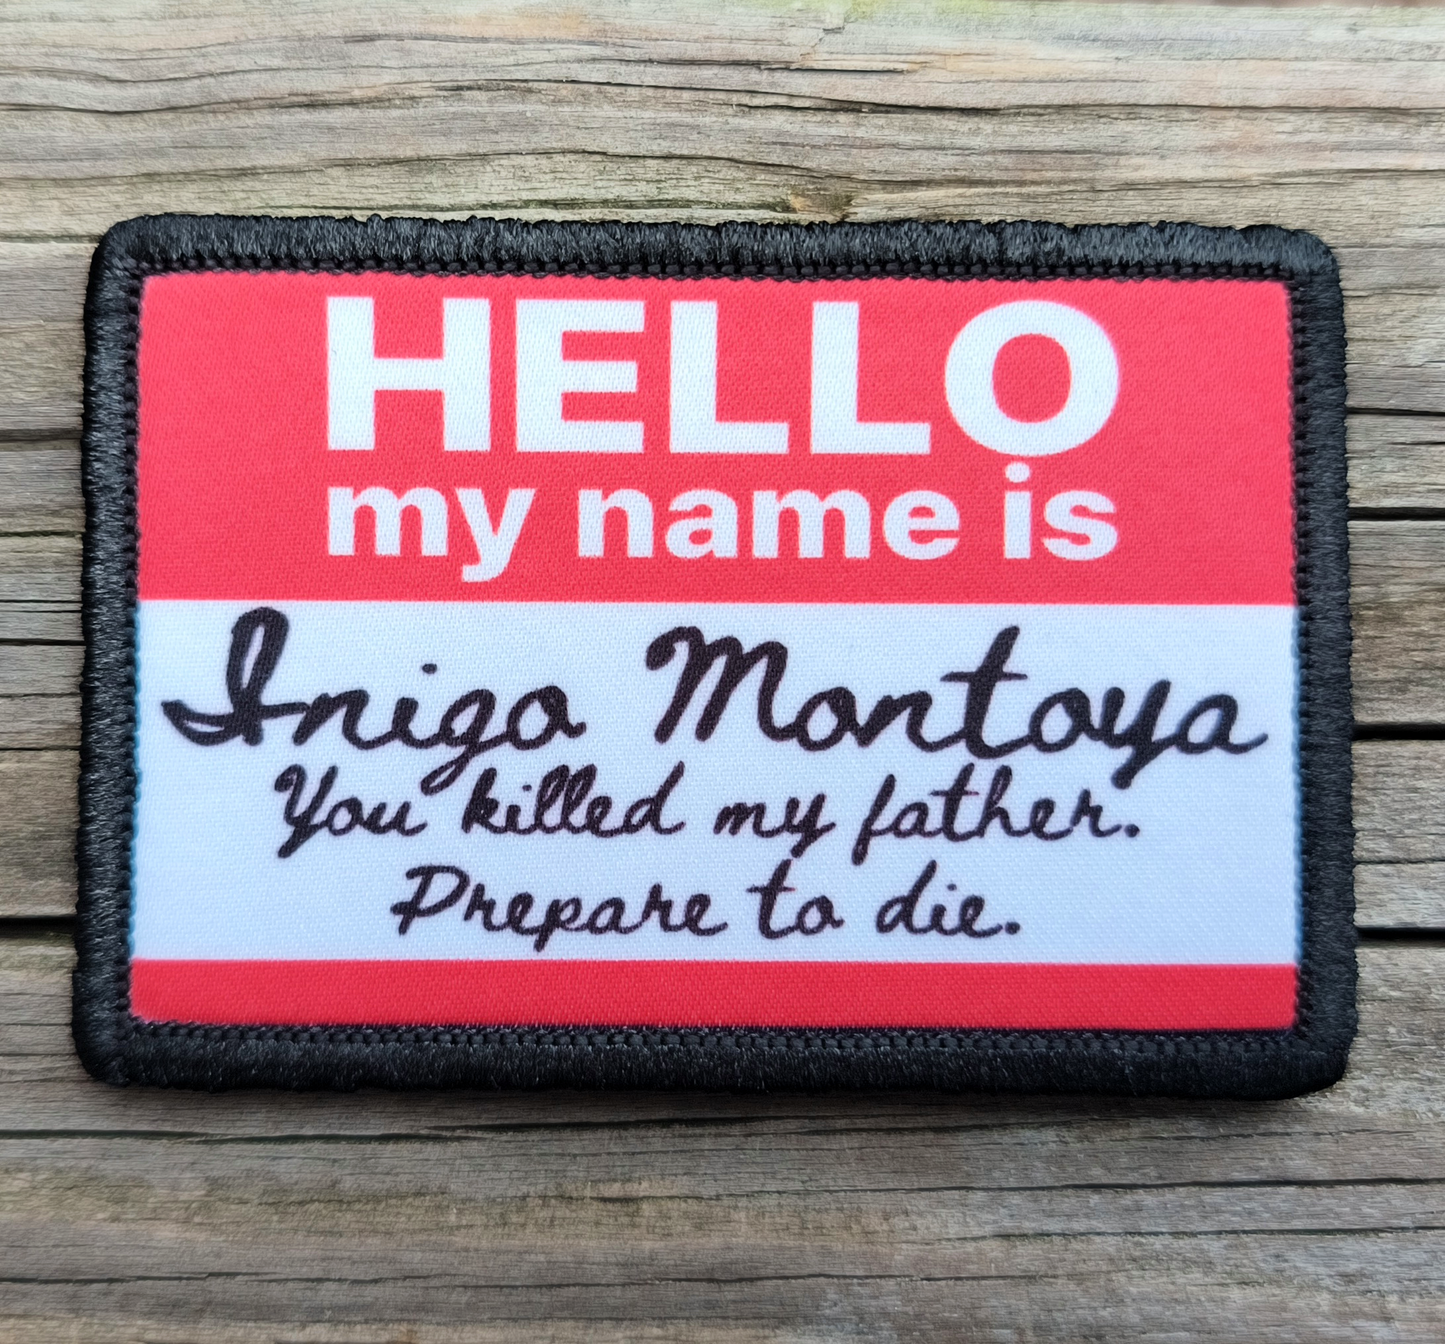 HELLO
my name is
Inigo Montoya
You killed my father.
Prepare to die.